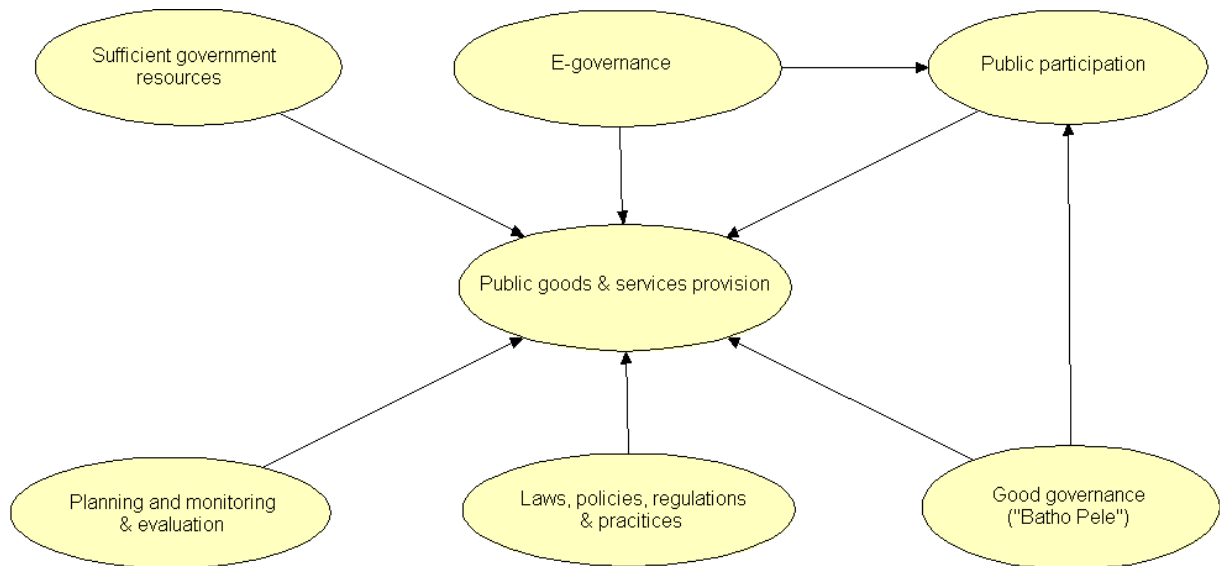 Sufficient government
resources
E-governance
Public participation
Public goods & services provision
Planning and monitoring
& evaluation
Laws, policies, regulations
& pracitices
Good governance
("Batho Pele")